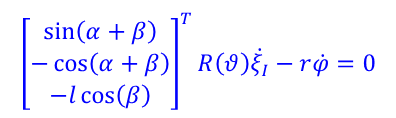 [sin(α + β)
− cos(α + β)
−l cos(β)]ᵀ R(ϑ)ξ̇_I − rφ̇ = 0